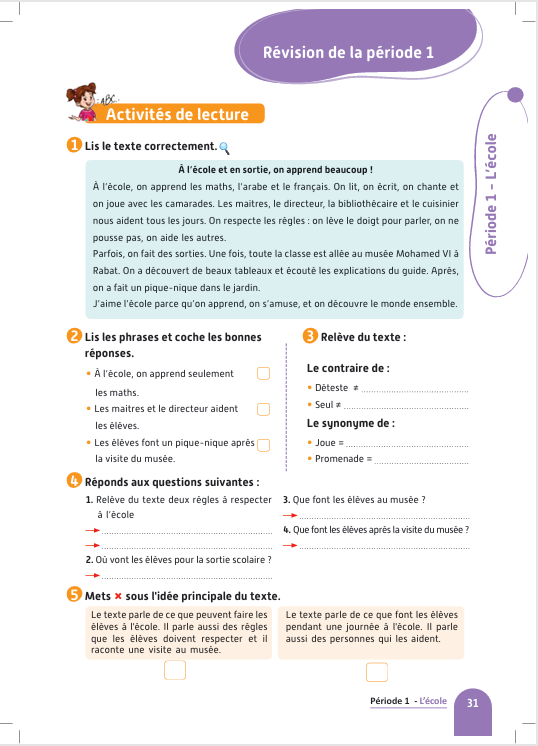 Révision de la période 1
ABC..
Activités de lecture
Période 1 - L'école
1 Lis le texte correctement.
À l'école et en sortie, on apprend beaucoup !
À l'école, on apprend les maths, l'arabe et le français. On lit, on écrit, on chante et
on joue avec les camarades. Les maitres, le directeur, la bibliothécaire et le cuisinier
nous aident tous les jours. On respecte les règles : on lève le doigt pour parler, on ne
pousse pas, on aide les autres.
Parfois, on fait des sorties. Une fois, toute la classe est allée au musée Mohamed VI à
Rabat. On a découvert de beaux tableaux et écouté les explications du guide. Après,
on a fait un pique-nique dans le jardin.
J'aime l'école parce qu'on apprend, on s'amuse, et on découvre le monde ensemble.
2 Lis les phrases et coche les bonnes
réponses.
• À l'école, on apprend seulement
les maths.
• Les maitres et le directeur aident
les élèves.
• Les élèves font un pique-nique après
la visite du musée.
3 Relève du texte :
Le contraire de :
• Déteste ≠ ........................
• Seul ≠ ........................
Le synonyme de :
• Joue = ........................
• Promenade = ........................
4 Réponds aux questions suivantes :
1. Relève du texte deux règles à respecter
à l'école
........................
........................
2. Où vont les élèves pour la sortie scolaire ?
........................
3. Que font les élèves au musée ?
........................
4. Que font les élèves après la visite du musée ?
........................
5 Mets × sous l'idée principale du texte.
Le texte parle de ce que peuvent faire les
élèves à l'école. Il parle aussi des règles
que les élèves doivent respecter et il
raconte une visite au musée.
Le texte parle de ce que font les élèves
pendant une journée à l'école. Il parle
aussi des personnes qui les aident.
Période 1 - L'école
31